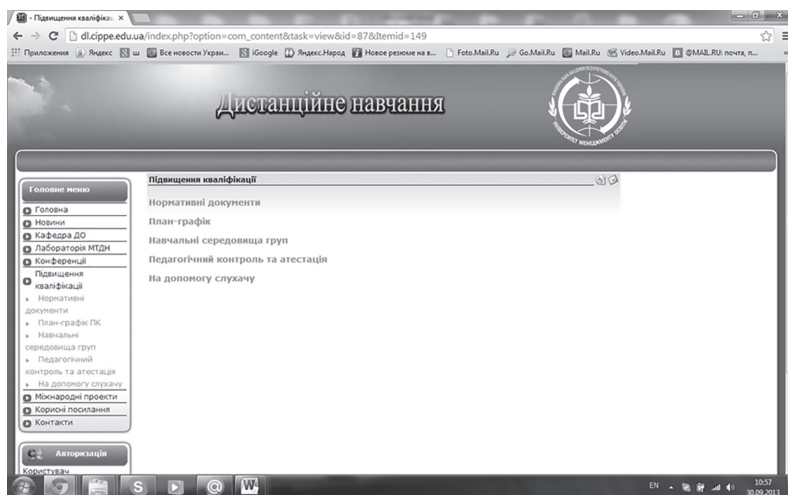 - Підвищення кваліфікац ×
dl.cippe.edu.ua/index.php?option=com_content&task=view&id=87&Itemid=149
Приложения Яндекс ш Все новости Украи... iGoogle Яндекс.Народ Новое резюме на в... Foto.Mail.Ru Go.Mail.Ru Mail.Ru Video.Mail.Ru @MAIL.RU: почта, п...
Дистанційне навчання
УНІВЕРСИТЕТ МЕНЕДЖМЕНТУ ОСВІТИ
Головне меню
Головна
Новини
Кафедра ДО
Лабораторія МТДН
Конференції
Підвищення
кваліфікації
Нормативні
документи
План-графік ПК
Навчальні
середовища груп
Педагогічний
контроль та атестація
На допомогу слухачу
Міжнародні проекти
Корисні посилання
Контакти
Авторизація
Користувач
Підвищення кваліфікації
Нормативні документи
План-графік
Навчальні середовища груп
Педагогічний контроль та атестація
На допомогу слухачу
EN
10:57
30.09.2013